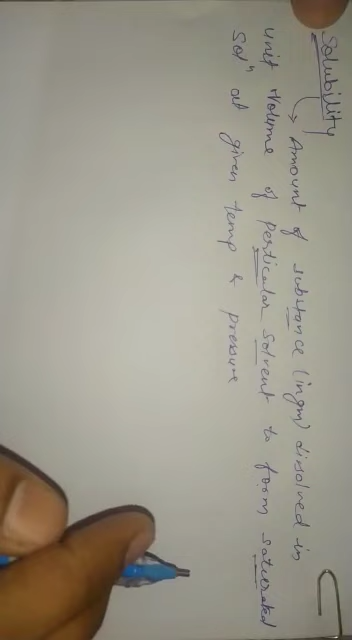 Solubility
→ Amount of substance (in gm) dissolved in
unit volume of perticular solvent to form saturated
Solⁿ at given temp & pressure